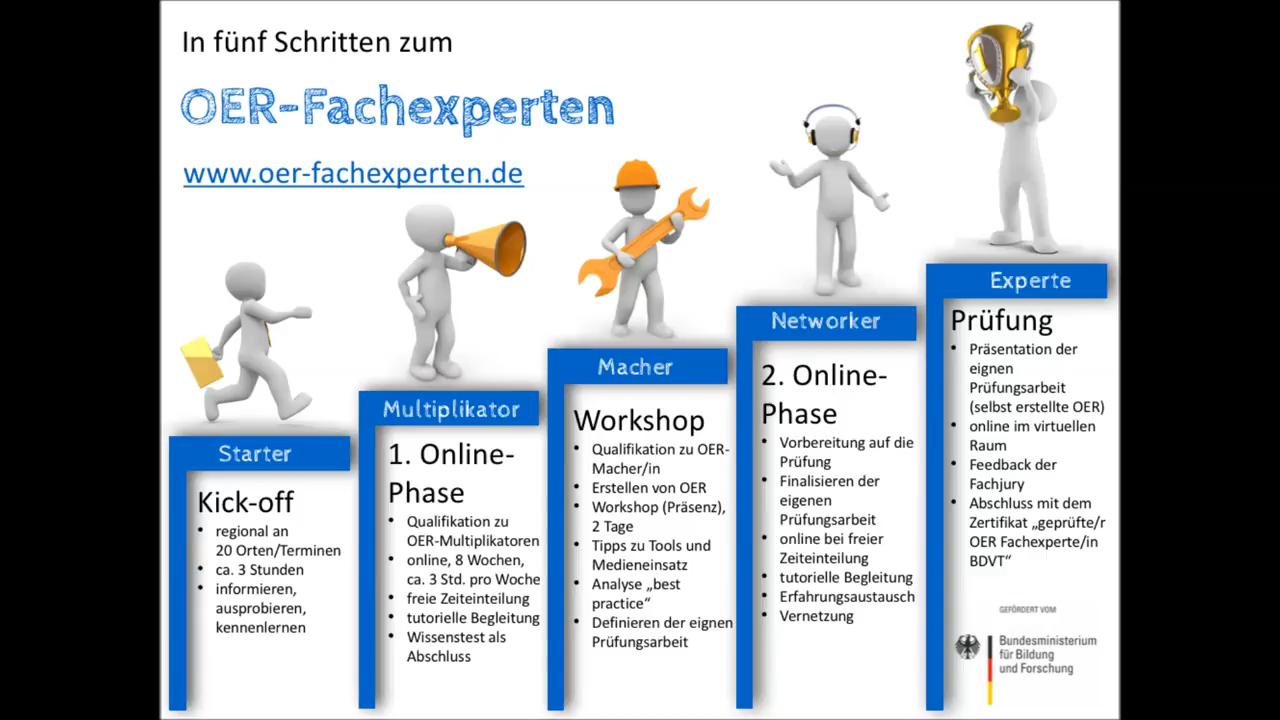 In fünf Schritten zum
OER-Fachexperten
www.oer-fachexperten.de
Starter
Kick-off
• regional an
20 Orten/Terminen
• ca. 3 Stunden
• informieren,
ausprobieren,
kennenlernen
Multiplikator
1. Online-
Phase
• Qualifikation zu
OER-Multiplikatoren
• online, 8 Wochen,
ca. 3 Std. pro Woche
• freie Zeiteinteilung
• tutorielle Begleitung
• Wissenstest als
Abschluss
Macher
Workshop
• Qualifikation zu OER-
Macher/in
• Erstellen von OER
• Workshop (Präsenz),
2 Tage
• Tipps zu Tools und
Medieneinsatz
• Analyse „best
practice“
• Definieren der eignen
Prüfungsarbeit
Networker
2. Online-
Phase
• Vorbereitung auf die
Prüfung
• Finalisieren der
eigenen
Prüfungsarbeit
• online bei freier
Zeiteinteilung
• tutorielle Begleitung
• Erfahrungsaustausch
• Vernetzung
Experte
Prüfung
• Präsentation der
eignen
Prüfungsarbeit
(selbst erstellte OER)
• online im virtuellen
Raum
• Feedback der
Fachjury
• Abschluss mit dem
Zertifikat „geprüfte/r
OER Fachexperte/in
BDVT“
GEFÖRDERT VOM
Bundesministerium
für Bildung
und Forschung